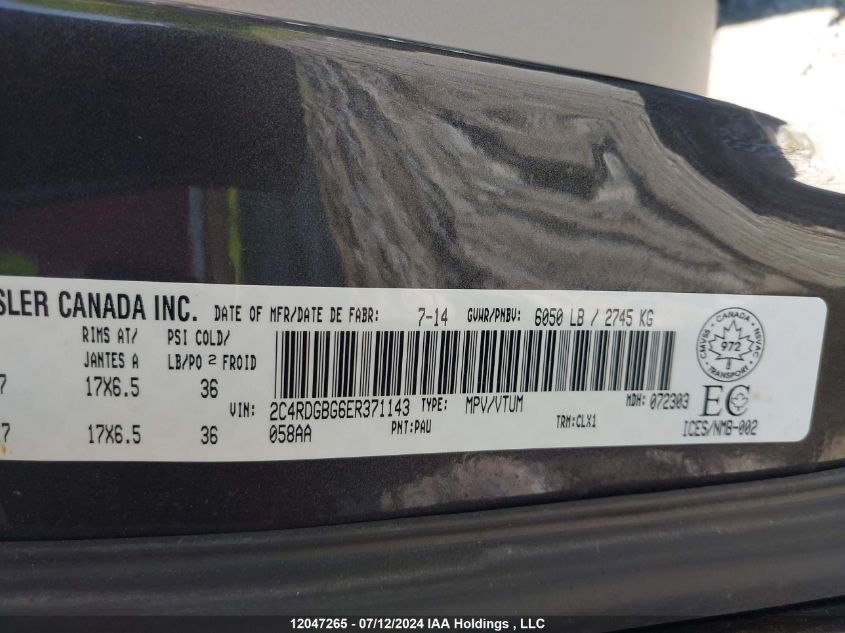 SLER CANADA INC. DATE OF MFR/DATE DE FABR: 7-14 GVWR/PNBV: 6050 LB / 2745 KG
RIMS AT/ PSI COLD/
JANTES A LB/PO 2 FROID
7 17X6.5 36
VIN: 2C4RDGBG6ER371143 TYPE: MPV/VTUM MDH: 072303
7 17X6.5 36 058AA PNT:PAU TRM:CLX1
CANADA
CMVSS 972 NSVAC
TRANSPORT
EC
ICES/NMB-002
12047265 - 07/12/2024 IAA Holdings , LLC